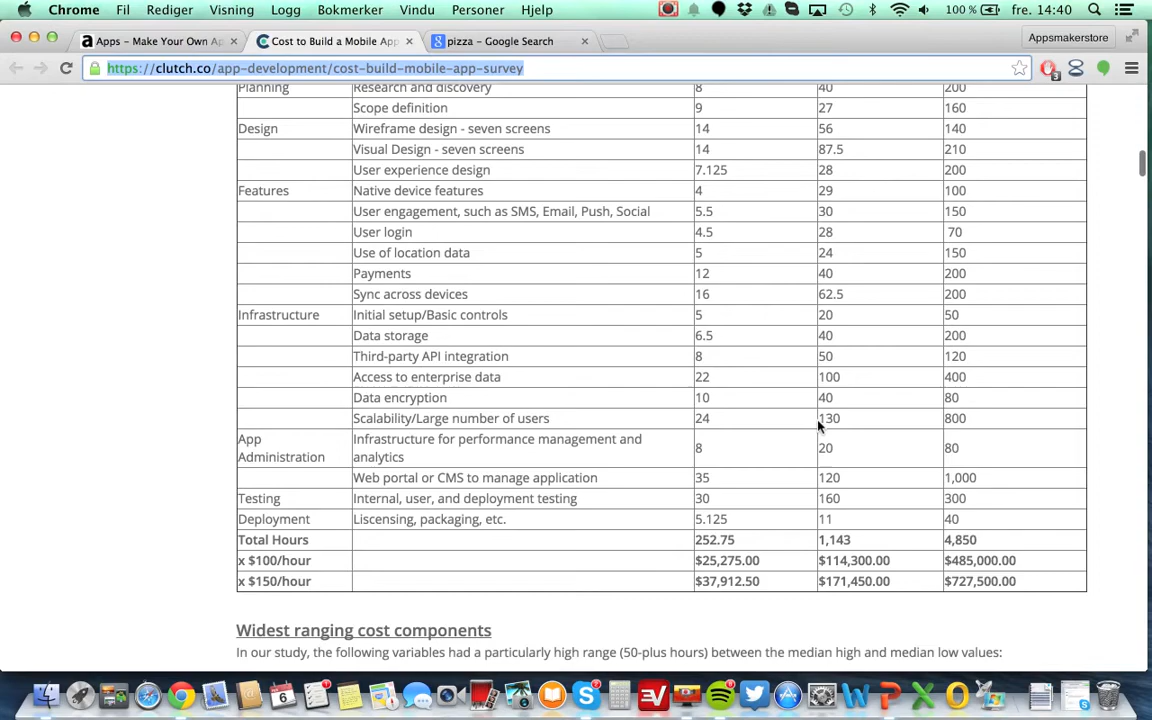 Chrome Fil Rediger Visning Logg Bokmerker Vindu Personer Hjelp 100 % fre. 14:40
Apps - Make Your Own Ap Cost to Build a Mobile App pizza - Google Search Appsmakerstore
https://clutch.co/app-development/cost-build-mobile-app-survey 3
Planning Research and discovery 8 40 200
Scope definition 9 27 160
Design Wireframe design - seven screens 14 56 140
Visual Design - seven screens 14 87.5 210
User experience design 7.125 28 200
Features Native device features 4 29 100
User engagement, such as SMS, Email, Push, Social 5.5 30 150
User login 4.5 28 70
Use of location data 5 24 150
Payments 12 40 200
Sync across devices 16 62.5 200
Infrastructure Initial setup/Basic controls 5 20 50
Data storage 6.5 40 200
Third-party API integration 8 50 120
Access to enterprise data 22 100 400
Data encryption 10 40 80
Scalability/Large number of users 24 130 800
App Administration Infrastructure for performance management and analytics 8 20 80
Web portal or CMS to manage application 35 120 1,000
Testing Internal, user, and deployment testing 30 160 300
Deployment Liscensing, packaging, etc. 5.125 11 40
Total Hours 252.75 1,143 4,850
x $100/hour $25,275.00 $114,300.00 $485,000.00
x $150/hour $37,912.50 $171,450.00 $727,500.00
Widest ranging cost components
In our study, the following variables had a particularly high range (50-plus hours) between the median high and median low values: